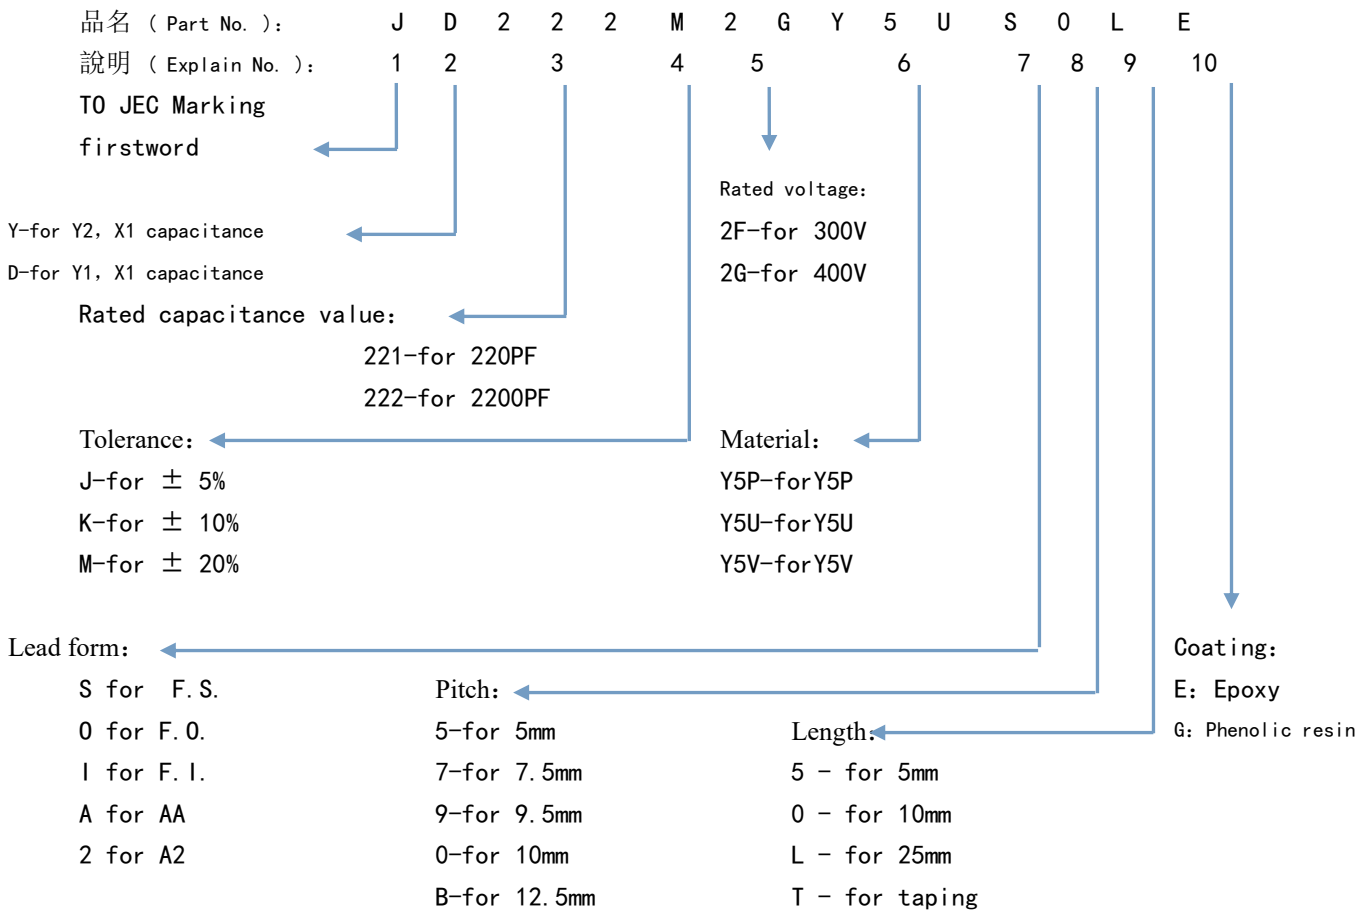 品名 ( Part No. ): J D 2 2 2 M 2 G Y 5 U S 0 L E
說明 ( Explain No. ): 1 2 3 4 5 6 7 8 9 10
TO JEC Marking
firstword
Rated voltage:
Y-for Y2, X1 capacitance
2F-for 300V
D-for Y1, X1 capacitance
2G-for 400V
Rated capacitance value:
221-for 220PF
222-for 2200PF
Tolerance:
Material:
J-for ± 5%
Y5P-forY5P
K-for ± 10%
Y5U-forY5U
M-for ± 20%
Y5V-forY5V
Lead form:
Coating:
S for F.S.
Pitch:
E: Epoxy
O for F.O.
5-for 5mm
Length:
G: Phenolic resin
I for F.I.
7-for 7.5mm
5 - for 5mm
A for AA
9-for 9.5mm
0 - for 10mm
2 for A2
0-for 10mm
L - for 25mm
B-for 12.5mm
T - for taping